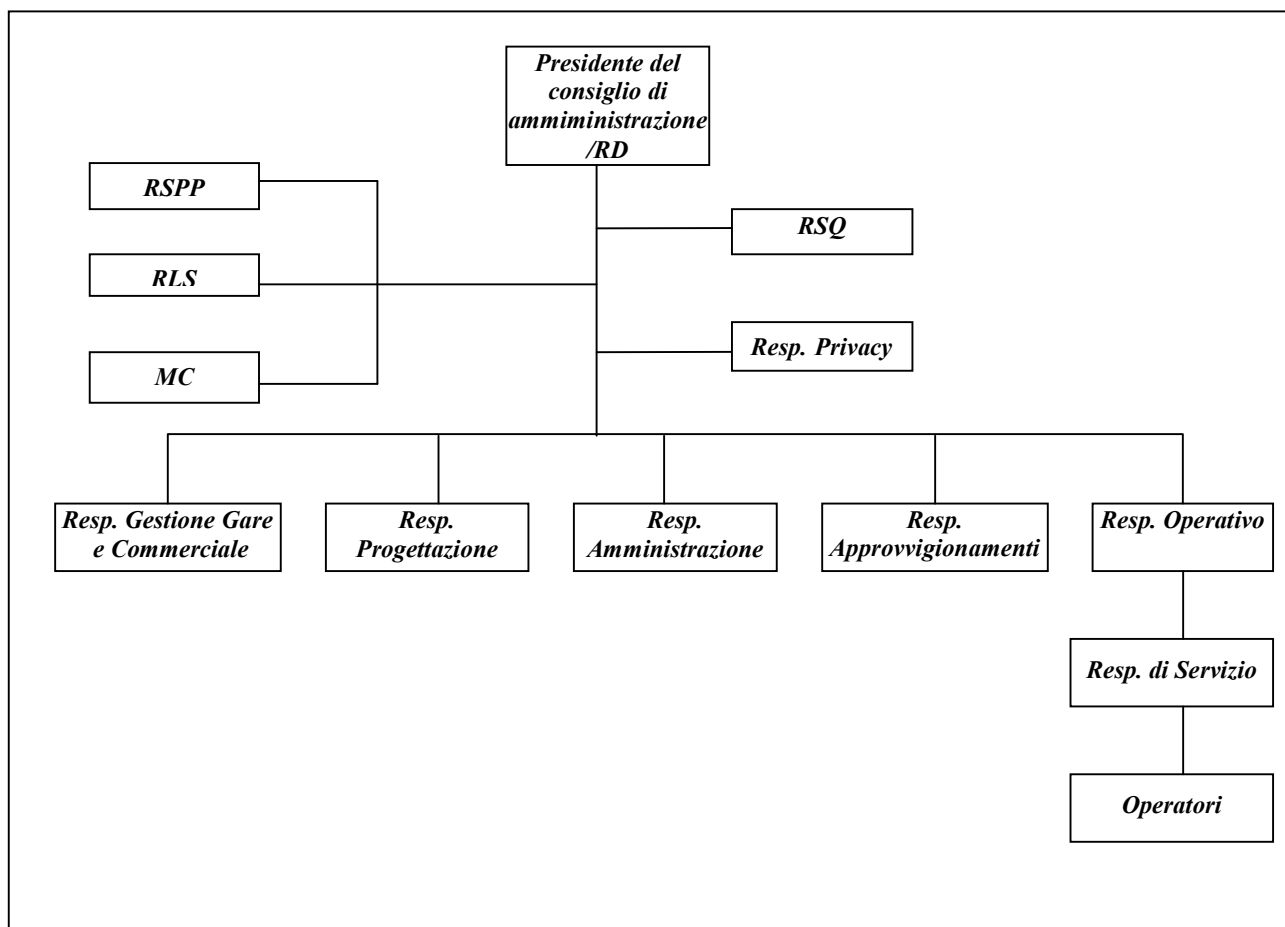 Presidente del
consiglio di
ammiministrazione
/RD
RSPP
RSQ
RLS
Resp. Privacy
MC
Resp. Gestione Gare
e Commerciale
Resp.
Progettazione
Resp.
Amministrazione
Resp.
Approvvigionamenti
Resp. Operativo
Resp. di Servizio
Operatori